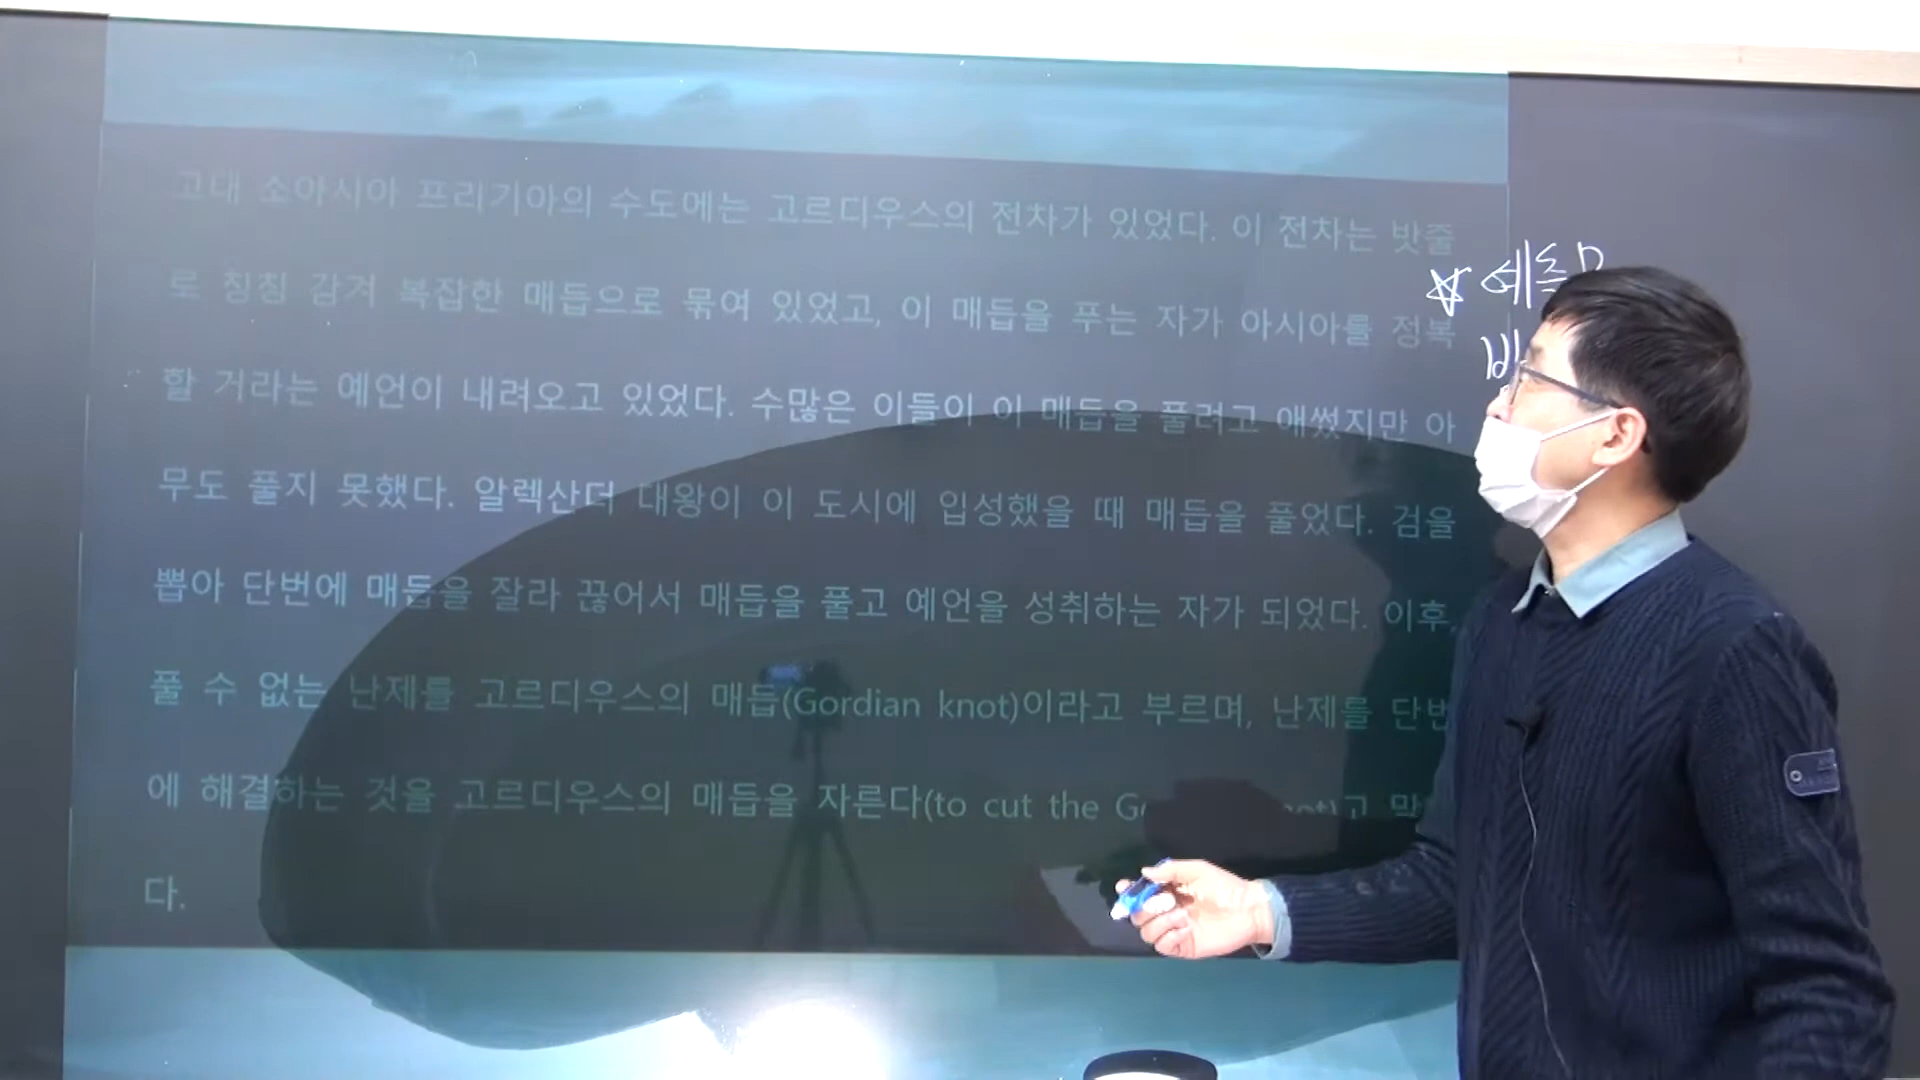 고대 소아시아 프리기아의 수도에는 고르디우스의 전차가 있었다. 이 전차는 밧줄
로 칭칭 감겨 복잡한 매듭으로 묶여 있었고, 이 매듭을 푸는 자가 아시아를 정복
할 거라는 예언이 내려오고 있었다. 수많은 이들이 이 매듭을 풀려고 애썼지만 아
무도 풀지 못했다. 알렉산더 대왕이 이 도시에 입성했을 때 매듭을 풀었다. 검을
뽑아 단번에 매듭을 잘라 끊어서 매듭을 풀고 예언을 성취하는 자가 되었다. 이후,
풀 수 없는 난제를 고르디우스의 매듭(Gordian knot)이라고 부르며, 난제를 단번
에 해결하는 것을 고르디우스의 매듭을 자른다(to cut the
다.